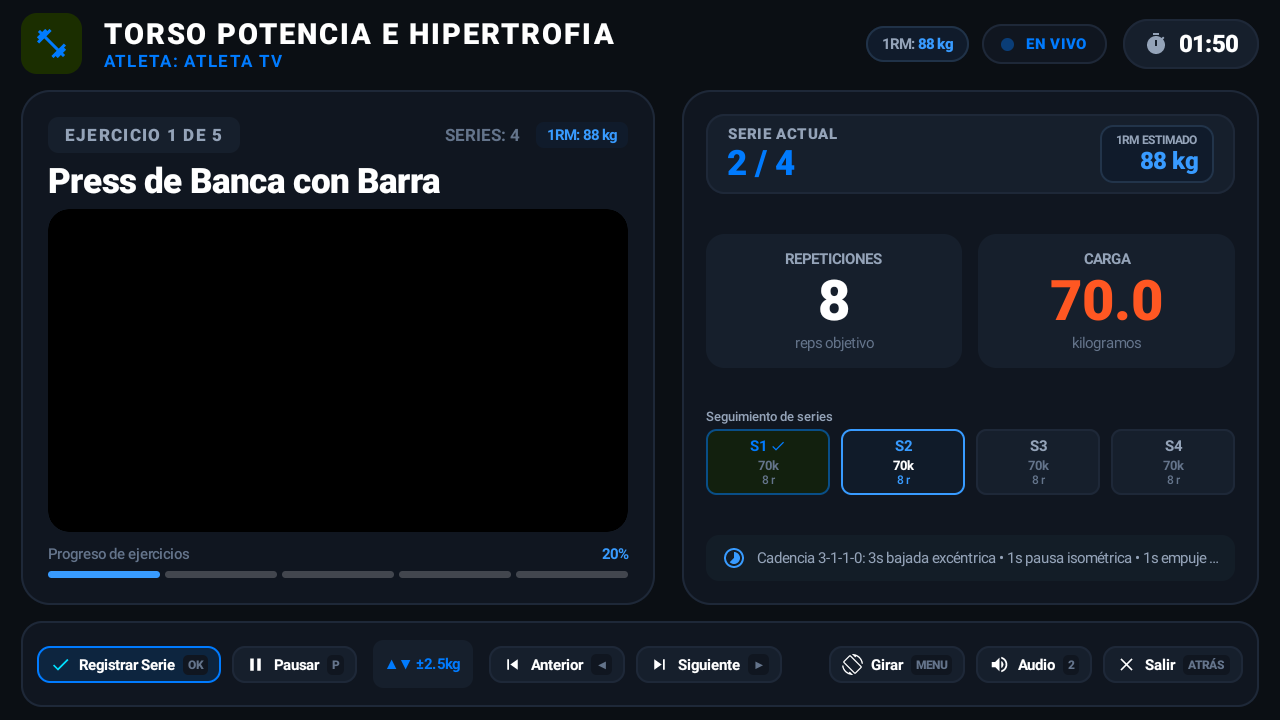 TORSO POTENCIA E HIPERTROFIA
ATLETA: ATLETA TV
1RM: 88 kg
EN VIVO
01:50
EJERCICIO 1 DE 5
SERIES: 4
1RM: 88 kg
Press de Banca con Barra
Progreso de ejercicios
20%
SERIE ACTUAL
2 / 4
1RM ESTIMADO
88 kg
REPETICIONES
8
reps objetivo
CARGA
70.0
kilogramos
Seguimiento de series
S1 ✓
70k
8 r
S2
70k
8 r
S3
70k
8 r
S4
70k
8 r
Cadencia 3-1-1-0: 3s bajada excéntrica • 1s pausa isométrica • 1s empuje ...
Registrar Serie OK
Pausar P
▲▼ ±2.5kg
Anterior ◄
Siguiente ►
Girar MENU
Audio 2
Salir ATRÁS